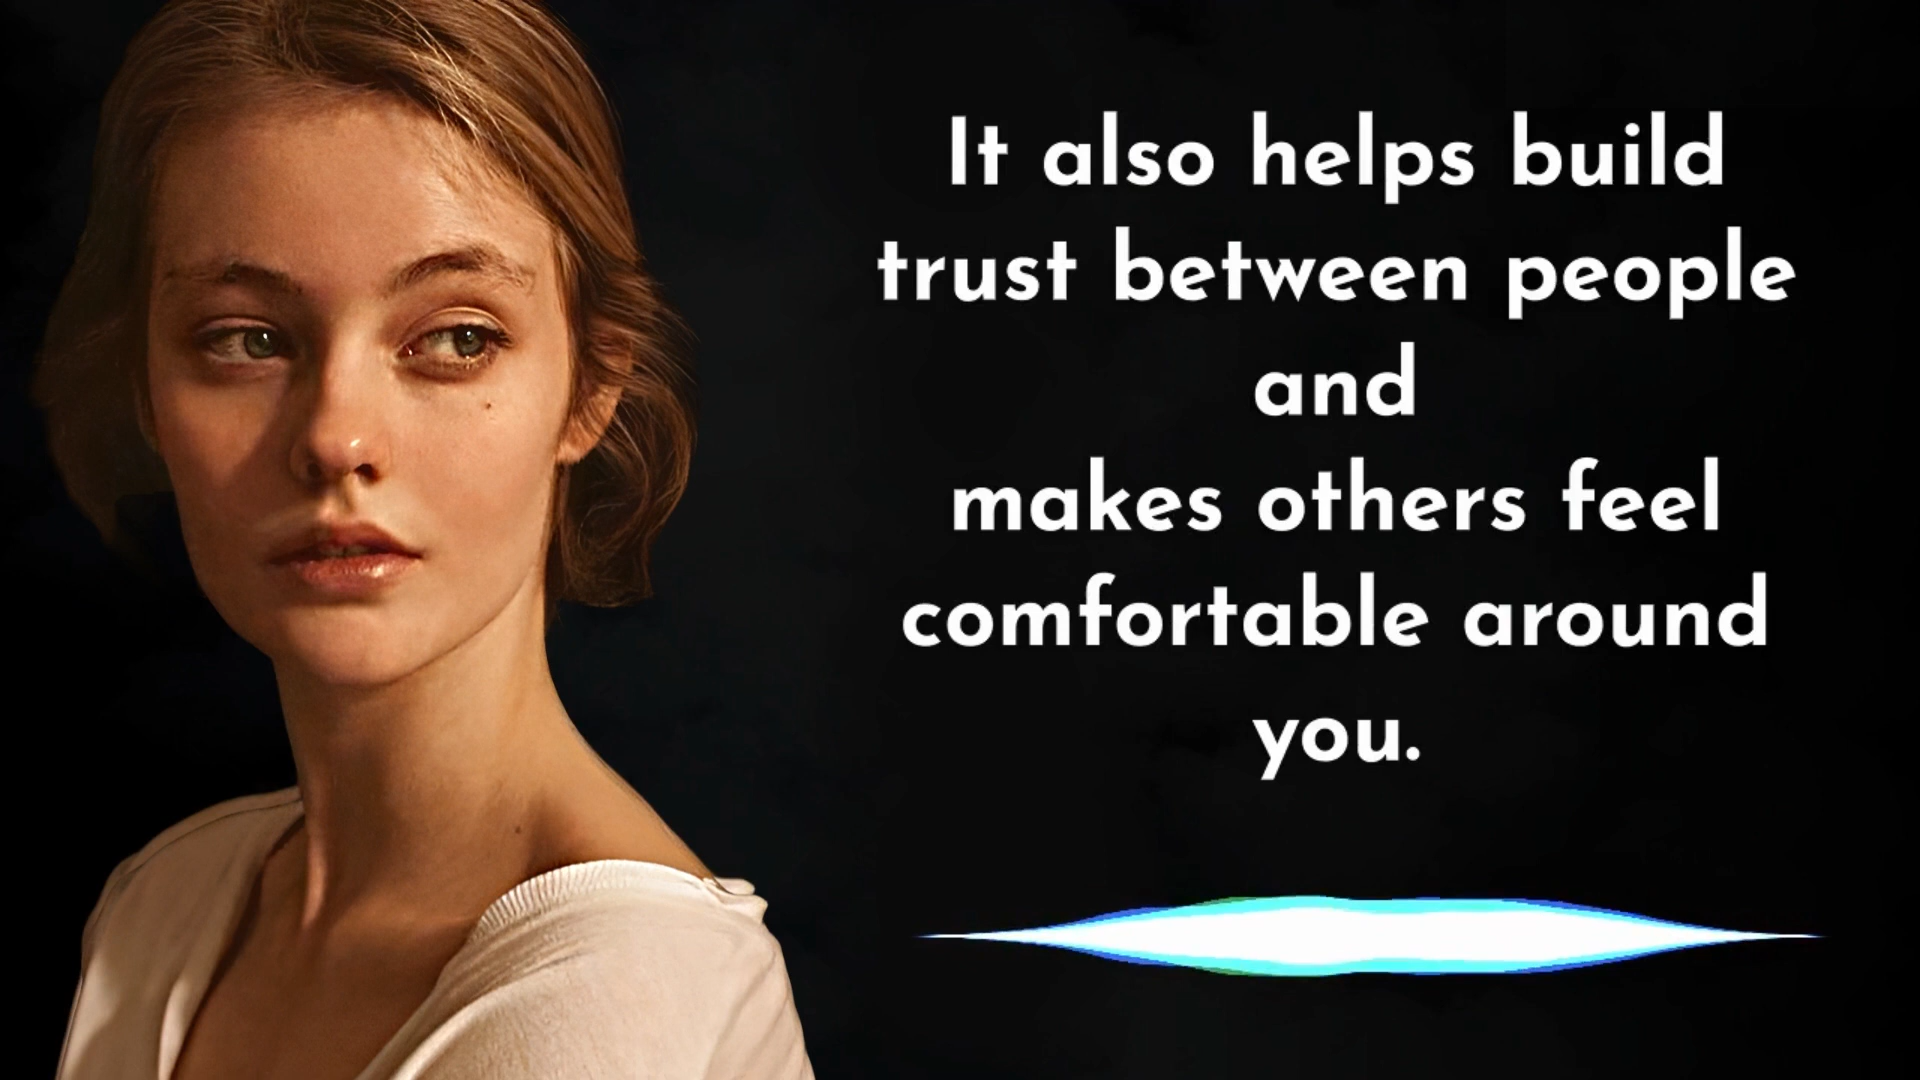 It also helps build
trust between people
and
makes others feel
comfortable around
you.